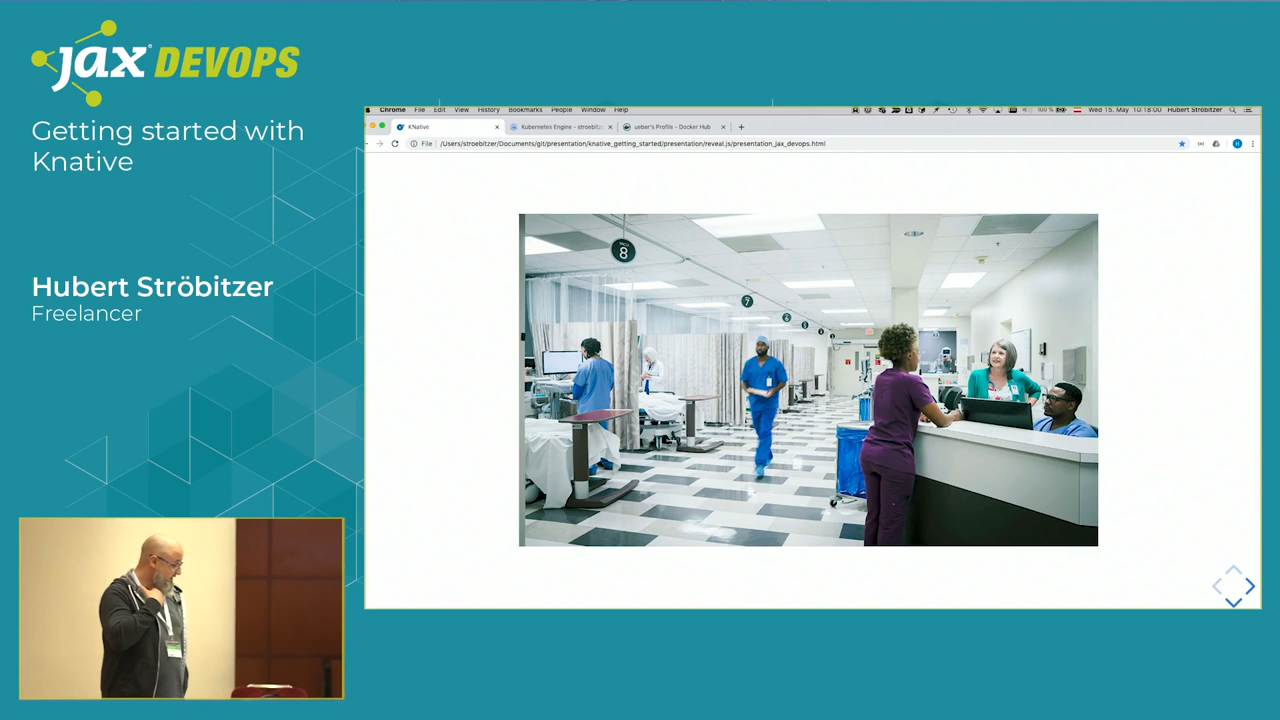 jax DEVOPS
Getting started with
Knative
Hubert Ströbitzer
Freelancer
Chrome File Edit View History Bookmarks People Window Help 100 % Wed 15. May 10:18:00 Hubert Ströbitzer
KNative
Kubernetes Engine - stroebitz
ueber's Profile - Docker Hub
File /Users/stroebitzer/Documents/git/presentation/knative_getting_started/presentation/reveal.js/presentation_jax_devops.html
8
7